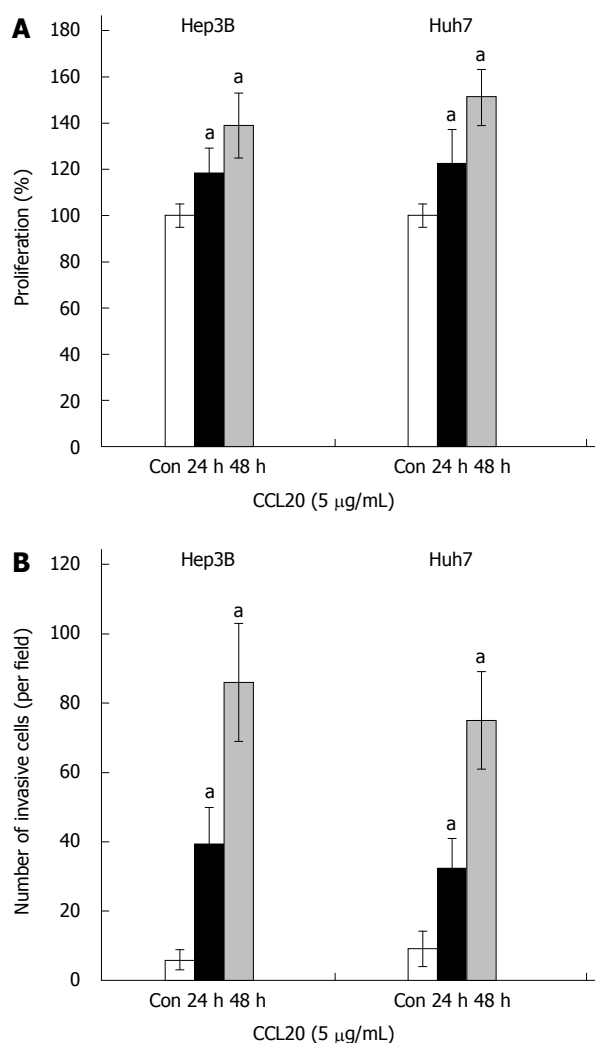 A
Hep3B
Huh7
a
a
a
a
180
160
140
120
100
80
60
40
20
0
Proliferation (%)
Con 24 h 48 h
Con 24 h 48 h
CCL20 (5 μg/mL)
B
Hep3B
Huh7
a
a
a
a
120
100
80
60
40
20
0
Number of invasive cells (per field)
Con 24 h 48 h
Con 24 h 48 h
CCL20 (5 μg/mL)